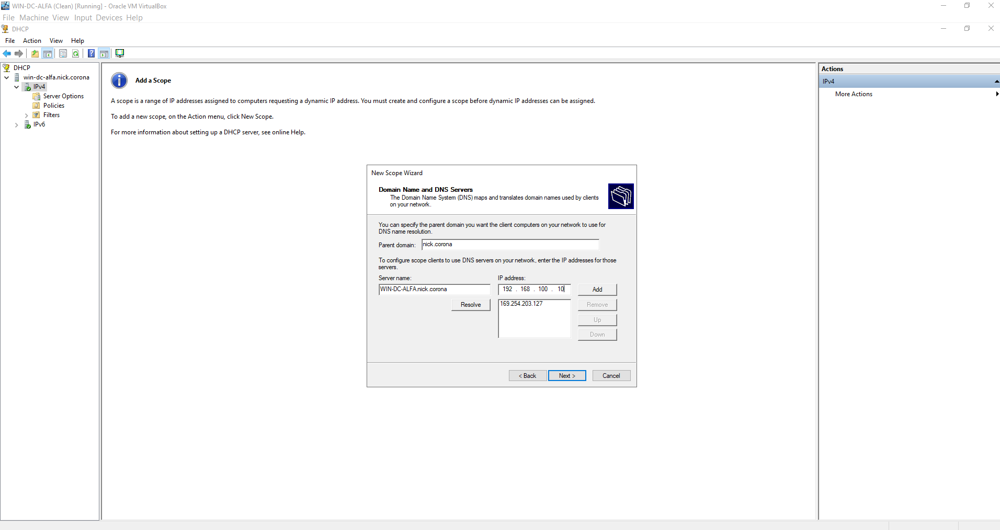 WIN-DC-ALFA (Clean) [Running] - Oracle VM VirtualBox
File Machine View Input Devices Help
DHCP
File Action View Help
DHCP
win-dc-alfa.nick.corona
IPv4
Server Options
Policies
Filters
IPv6
Add a Scope
A scope is a range of IP addresses assigned to computers requesting a dynamic IP address. You must create and configure a scope before dynamic IP addresses can be assigned.
To add a new scope, on the Action menu, click New Scope.
For more information about setting up a DHCP server, see online Help.
New Scope Wizard
Domain Name and DNS Servers
The Domain Name System (DNS) maps and translates domain names used by clients
on your network.
You can specify the parent domain you want the client computers on your network to use for
DNS name resolution.
Parent domain: nick.corona
To configure scope clients to use DNS servers on your network, enter the IP addresses for those
servers.
Server name: IP address:
WIN-DC-ALFA.nick.corona 192 . 168 . 100 . 10 Add
Resolve 169.254.203.127 Remove
Up
Down
< Back Next > Cancel
Actions
IPv4
More Actions